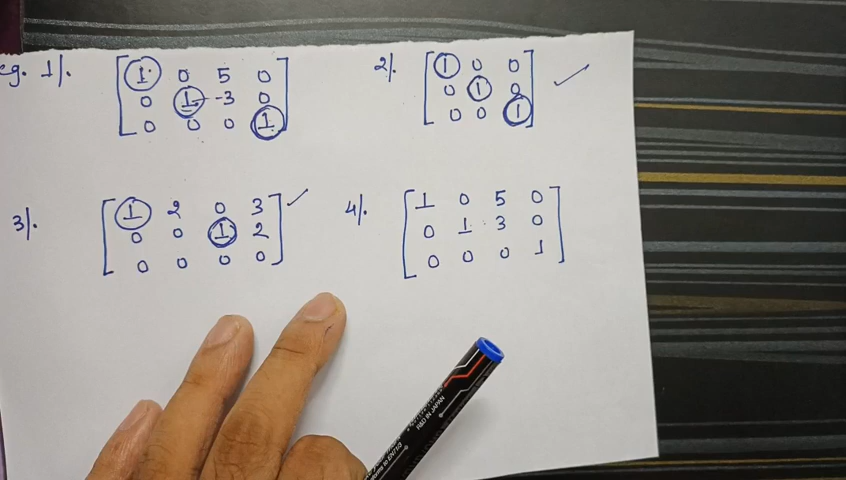 eg. 1). [1 0 5 0]
[0 1 -3 0]
[0 0 0 1]
2). [1 0 0]
[0 1 0]
[0 0 1]
3). [1 2 0 3]
[0 0 1 2]
[0 0 0 0]
4). [1 0 5 0]
[0 1 3 0]
[0 0 0 1]
IN JAPAN